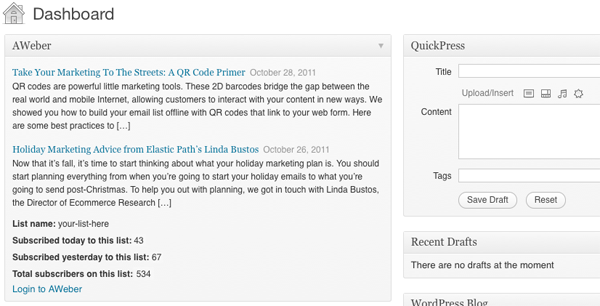 Dashboard
AWeber
Take Your Marketing To The Streets: A QR Code Primer October 28, 2011
QR codes are powerful little marketing tools. These 2D barcodes bridge the gap between the
real world and mobile Internet, allowing customers to interact with your content in new ways. We
showed you how to build your email list offline with QR codes that link to your web form. Here
are some best practices to […]
Holiday Marketing Advice from Elastic Path's Linda Bustos October 26, 2011
Now that it's fall, it's time to start thinking about what your holiday marketing plan is. You should
start planning everything from when you're going to start your holiday emails to what you're
going to send post-Christmas. To help you out with planning, we got in touch with Linda Bustos,
the Director of Ecommerce Research […]
List name: your-list-here
Subscribed today to this list: 43
Subscribed yesterday to this list: 67
Total subscribers on this list: 534
Login to AWeber
QuickPress
Title
Upload/Insert
Content
Tags
Save Draft
Reset
Recent Drafts
There are no drafts at the moment
WordPress Blog